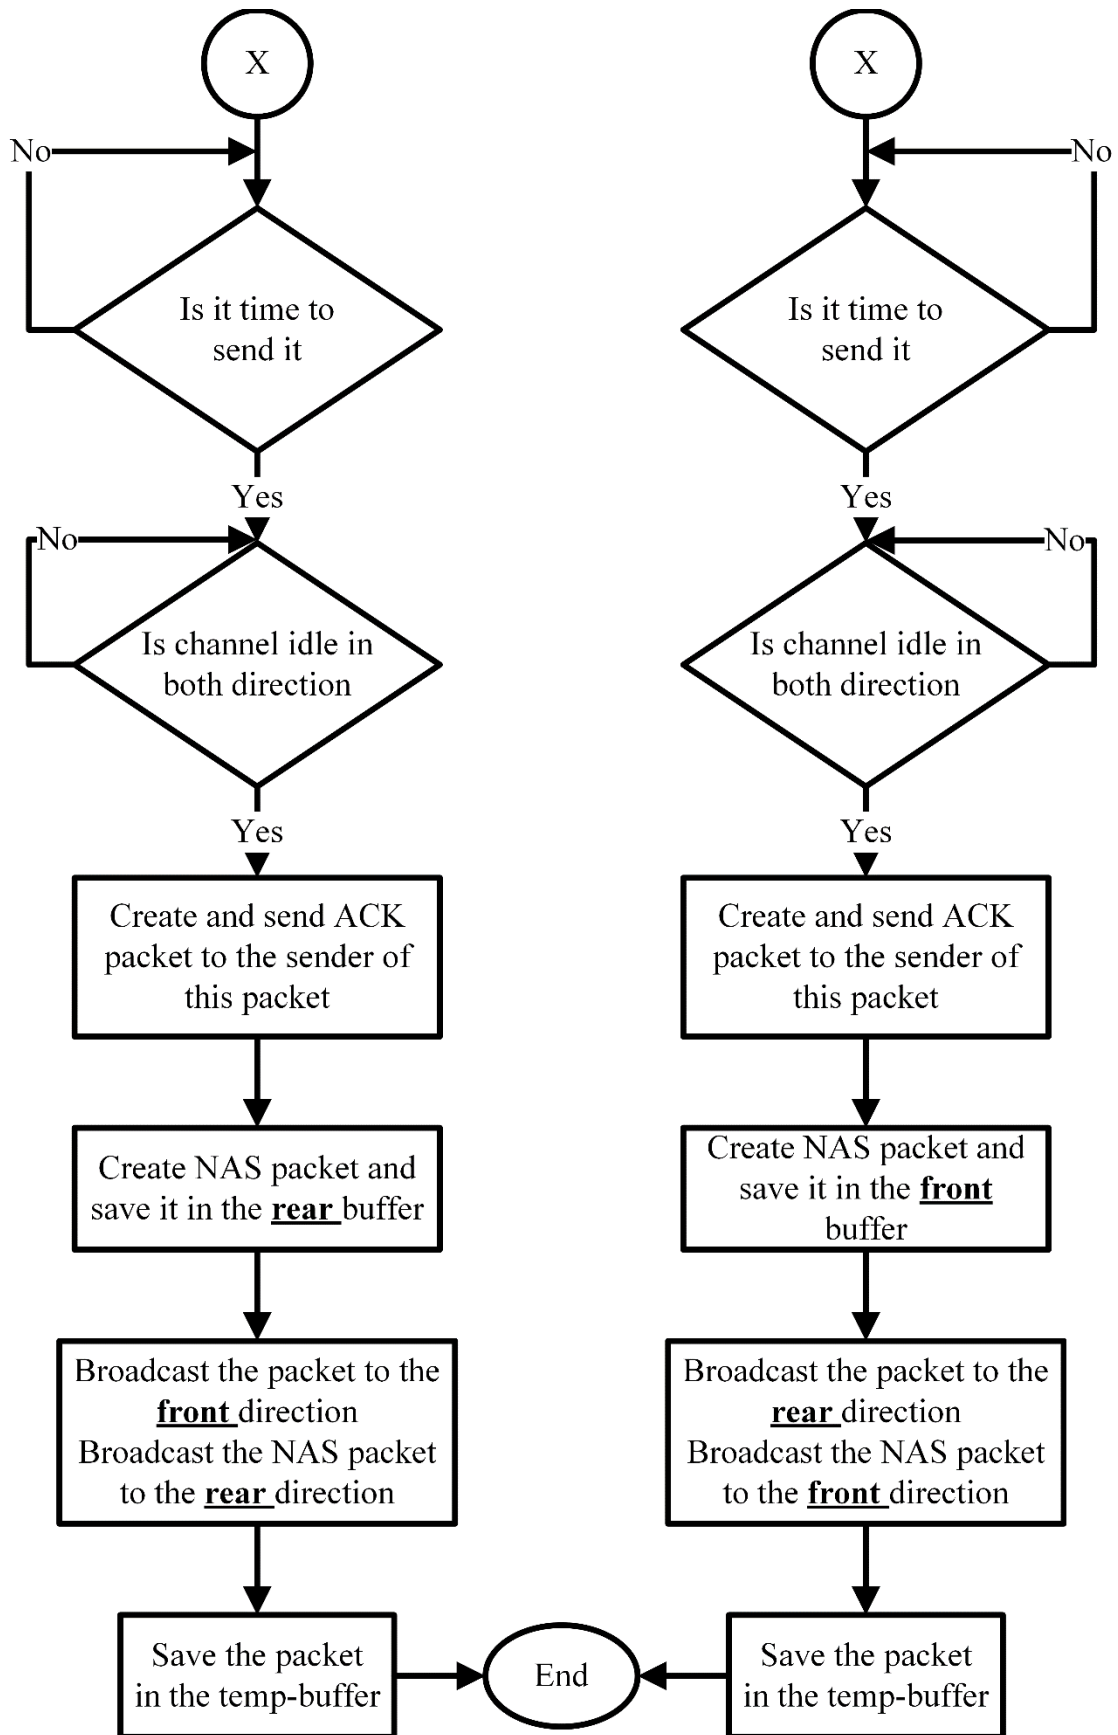 X
No
Is it time to
send it
Yes
No
Is channel idle in
both direction
Yes
Create and send ACK
packet to the sender of
this packet
Create NAS packet and
save it in the rear buffer
Broadcast the packet to the
front direction
Broadcast the NAS packet
to the rear direction
Save the packet
in the temp-buffer
X
No
Is it time to
send it
Yes
No
Is channel idle in
both direction
Yes
Create and send ACK
packet to the sender of
this packet
Create NAS packet and
save it in the front
buffer
Broadcast the packet to the
rear direction
Broadcast the NAS packet
to the front direction
Save the packet
in the temp-buffer
End